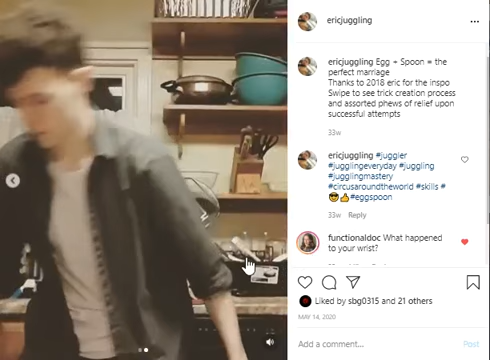 ericjuggling
ericjuggling Egg + Spoon = the
perfect marriage
Thanks to 2018 eric for the inspo
Swipe to see trick creation process
and assorted phews of relief upon
successful attempts
33w
ericjuggling #juggler
#jugglingeveryday #juggling
#jugglingmastery
#circusaroundtheworld #skills #
😎👍#eggspoon
33w Reply
functionaldoc What happened
to your wrist?
Liked by sbg0315 and 21 others
MAY 14, 2020
Add a comment... Post